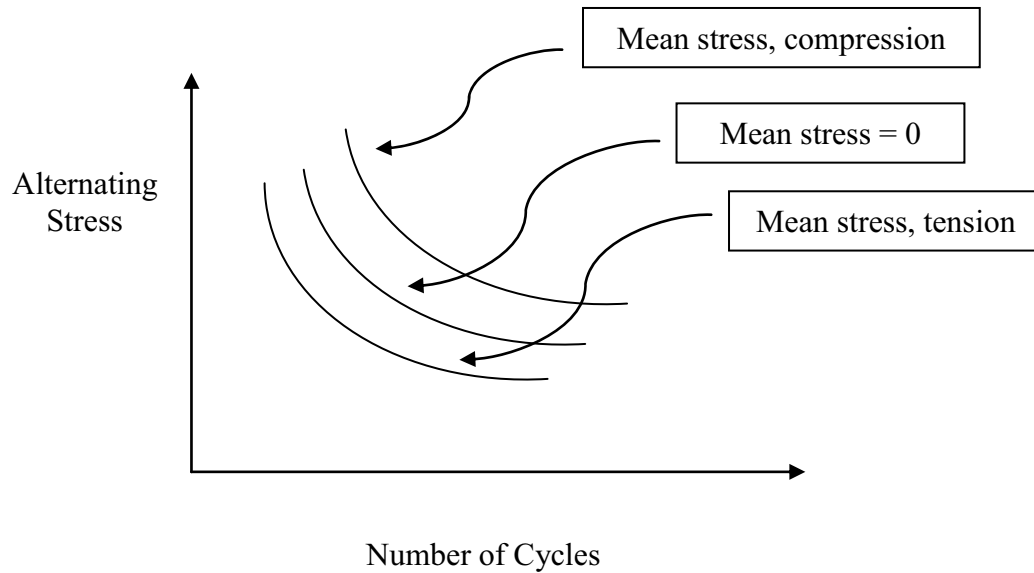 Mean stress, compression
Mean stress = 0
Alternating
Stress
Mean stress, tension
Number of Cycles